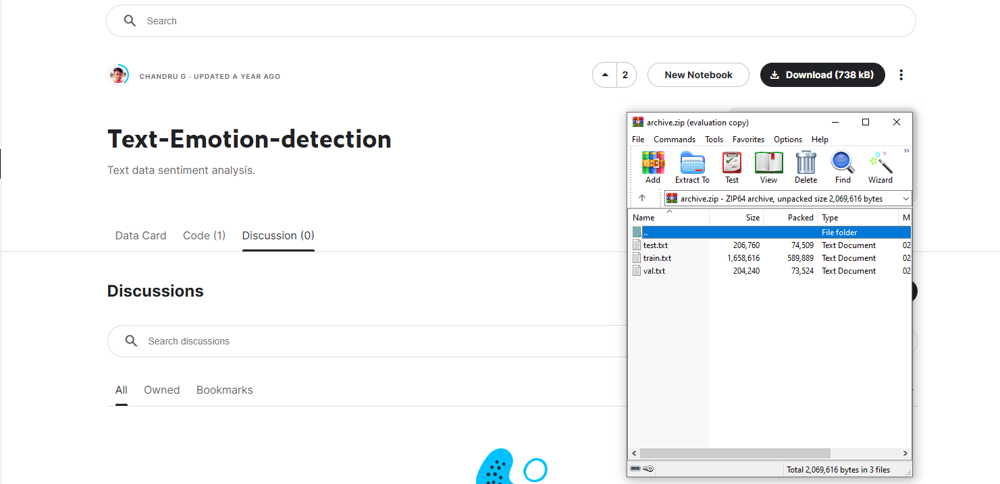 Search
CHANDRU G · UPDATED A YEAR AGO
2
New Notebook
Download (738 kB)
Text-Emotion-detection
Text data sentiment analysis.
Data Card Code (1) Discussion (0)
Discussions
Search discussions
All Owned Bookmarks
archive.zip (evaluation copy)
File Commands Tools Favorites Options Help
»
Add Extract To Test View Delete Find Wizard
archive.zip - ZIP64 archive, unpacked size 2,069,616 bytes
Name Size Packed Type M
.. File folder
test.txt 206,760 74,509 Text Document 02
train.txt 1,658,616 589,889 Text Document 02
val.txt 204,240 73,524 Text Document 02
Total 2,069,616 bytes in 3 files